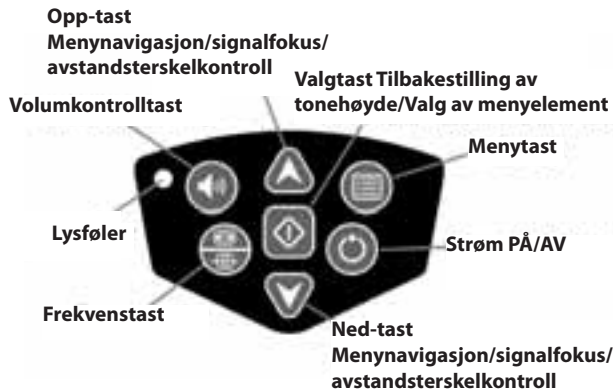 Opp-tast
Menynavigasjon/signalfokus/
avstandsterskelkontroll
Valgtast Tilbakestilling av
tonehøyde/Valg av menyelement
Volumkontrolltast
Menytast
Lysføler
Strøm PÅ/AV
Frekvenstast
Ned-tast
Menynavigasjon/signalfokus/
avstandsterskelkontroll